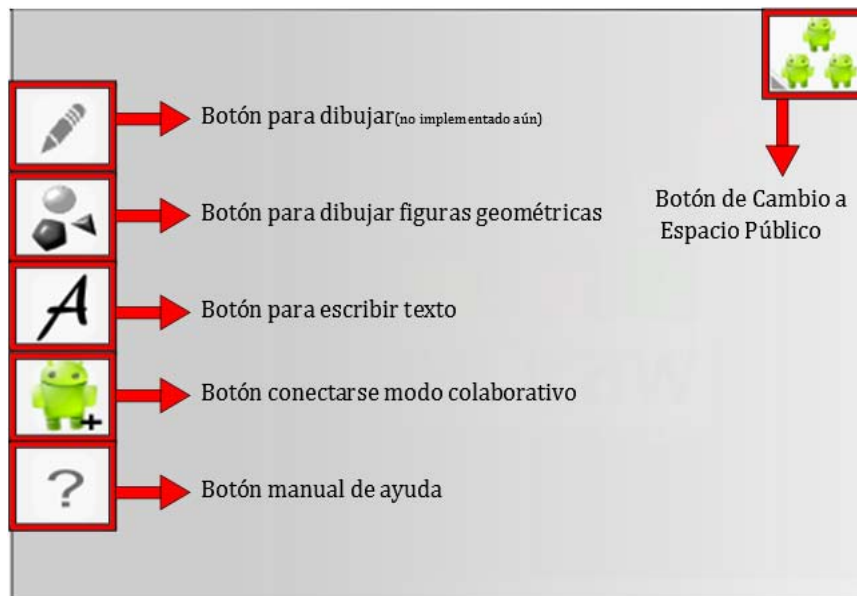 Botón para dibujar(no implementado aún)
Botón para dibujar figuras geométricas
Botón de Cambio a
Espacio Público
A
Botón para escribir texto
Botón conectarse modo colaborativo
+
?
Botón manual de ayuda